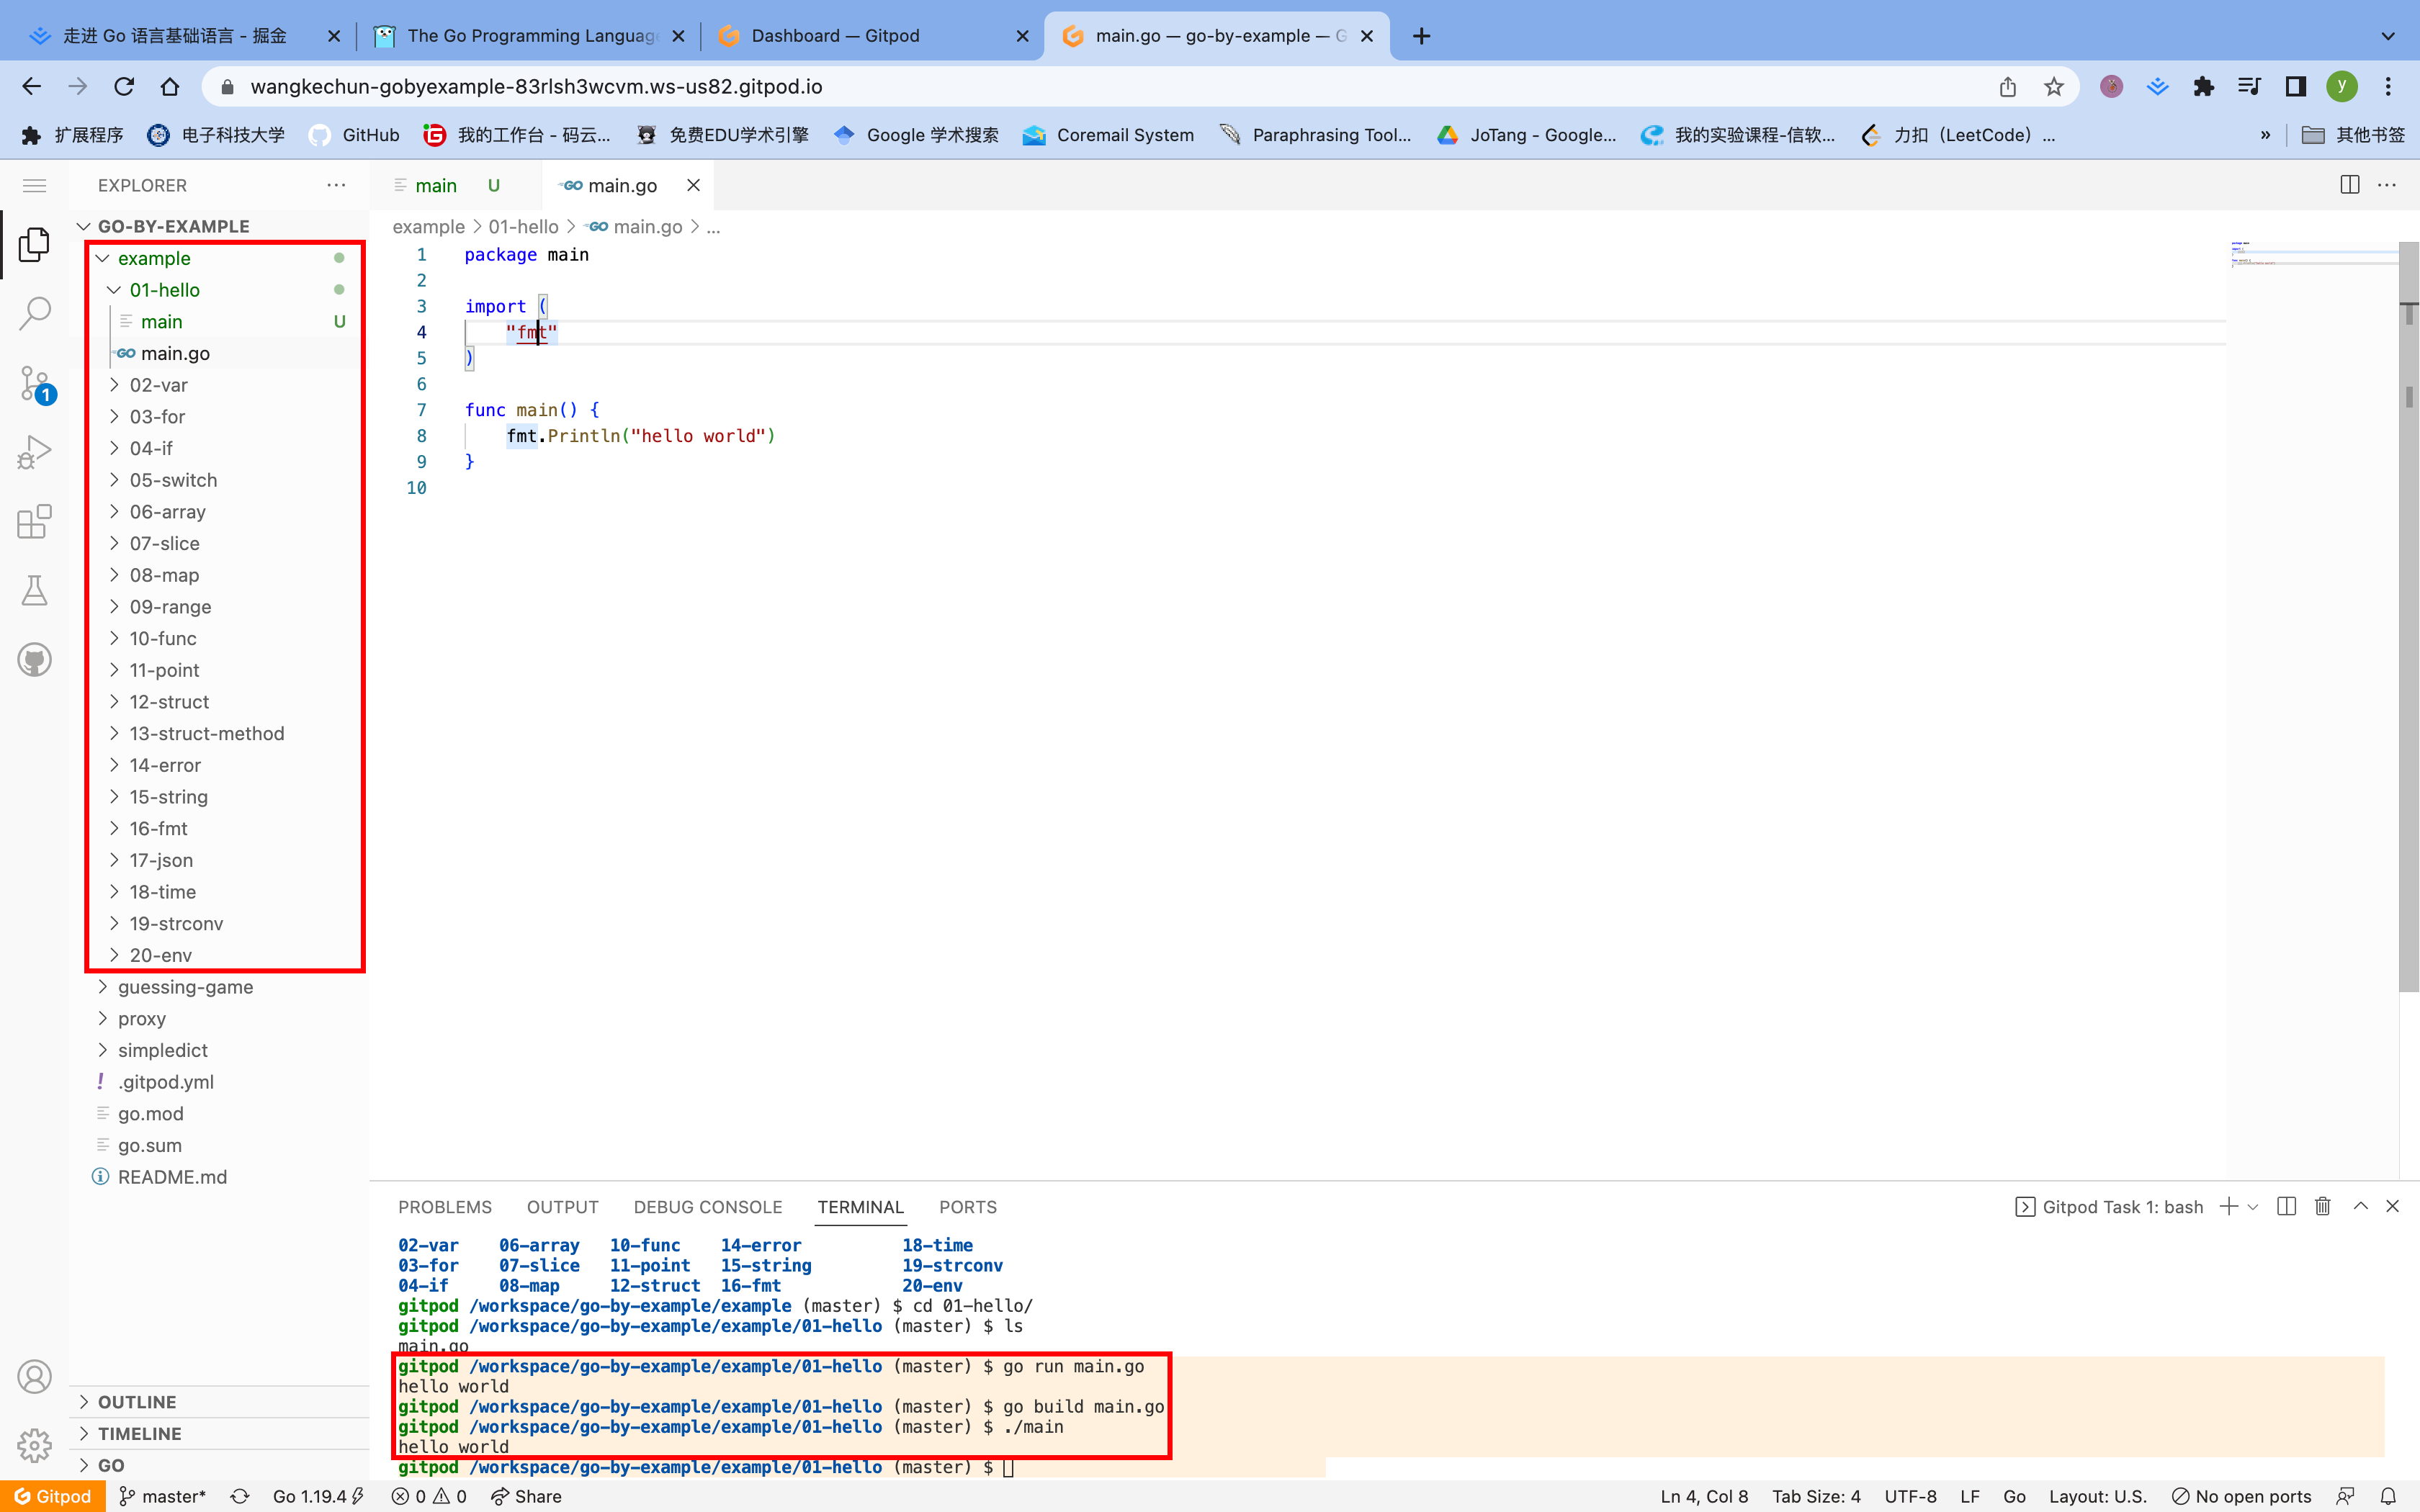 走进 Go 语言基础语言 - 掘金
The Go Programming Language
Dashboard — Gitpod
main.go — go-by-example — G
wangkechun-gobyexample-83rlsh3wcvm.ws-us82.gitpod.io
y
扩展程序
电子科技大学
GitHub
我的工作台 - 码云...
免费EDU学术引擎
Google 学术搜索
Coremail System
Paraphrasing Tool...
JoTang - Google...
我的实验课程-信软...
力扣（LeetCode）...
»
其他书签
EXPLORER
GO-BY-EXAMPLE
example
01-hello
main U
main.go
02-var
03-for
04-if
05-switch
06-array
07-slice
08-map
09-range
10-func
11-point
12-struct
13-struct-method
14-error
15-string
16-fmt
17-json
18-time
19-strconv
20-env
guessing-game
proxy
simpledict
.gitpod.yml
go.mod
go.sum
README.md
OUTLINE
TIMELINE
GO
1
main U
GO main.go
example > 01-hello > GO main.go > ...
1 package main
2
3 import (
4 "fmt"
5 )
6
7 func main() {
8 fmt.Println("hello world")
9 }
10
PROBLEMS OUTPUT DEBUG CONSOLE TERMINAL PORTS
Gitpod Task 1: bash
02-var 06-array 10-func 14-error 18-time
03-for 07-slice 11-point 15-string 19-strconv
04-if 08-map 12-struct 16-fmt 20-env
gitpod /workspace/go-by-example/example (master) $ cd 01-hello/
gitpod /workspace/go-by-example/example/01-hello (master) $ ls
main.go
gitpod /workspace/go-by-example/example/01-hello (master) $ go run main.go
hello world
gitpod /workspace/go-by-example/example/01-hello (master) $ go build main.go
gitpod /workspace/go-by-example/example/01-hello (master) $ ./main
hello world
gitpod /workspace/go-by-example/example/01-hello (master) $
Gitpod master* Go 1.19.4 0 0 Share
Ln 4, Col 8 Tab Size: 4 UTF-8 LF Go Layout: U.S. No open ports